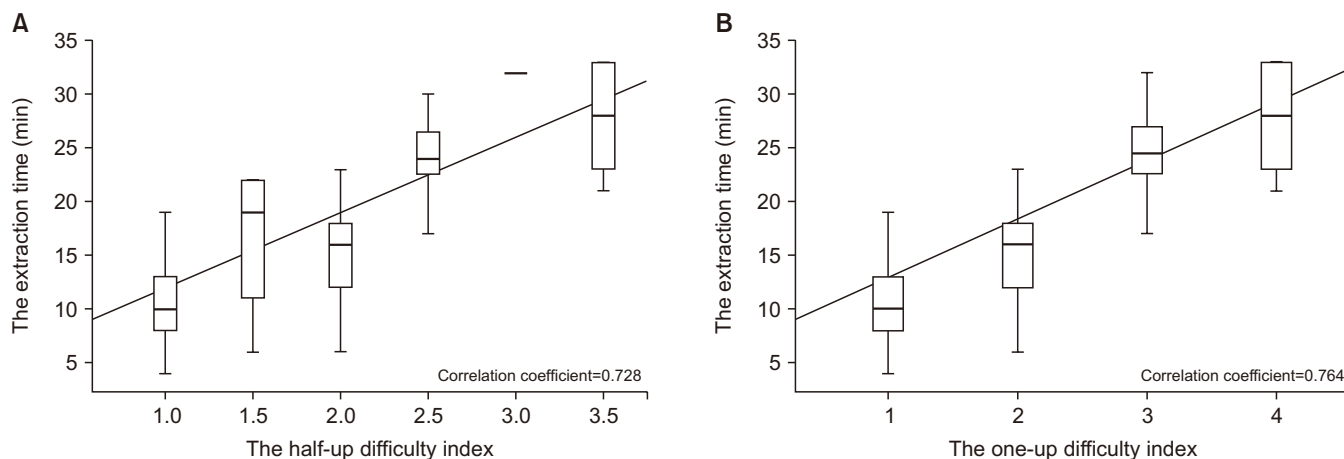 A
The extraction time (min)
35
30
25
20
15
10
5
Correlation coefficient=0.728
1.0 1.5 2.0 2.5 3.0 3.5
The half-up difficulty index
B
The extraction time (min)
35
30
25
20
15
10
5
Correlation coefficient=0.764
1 2 3 4
The one-up difficulty index